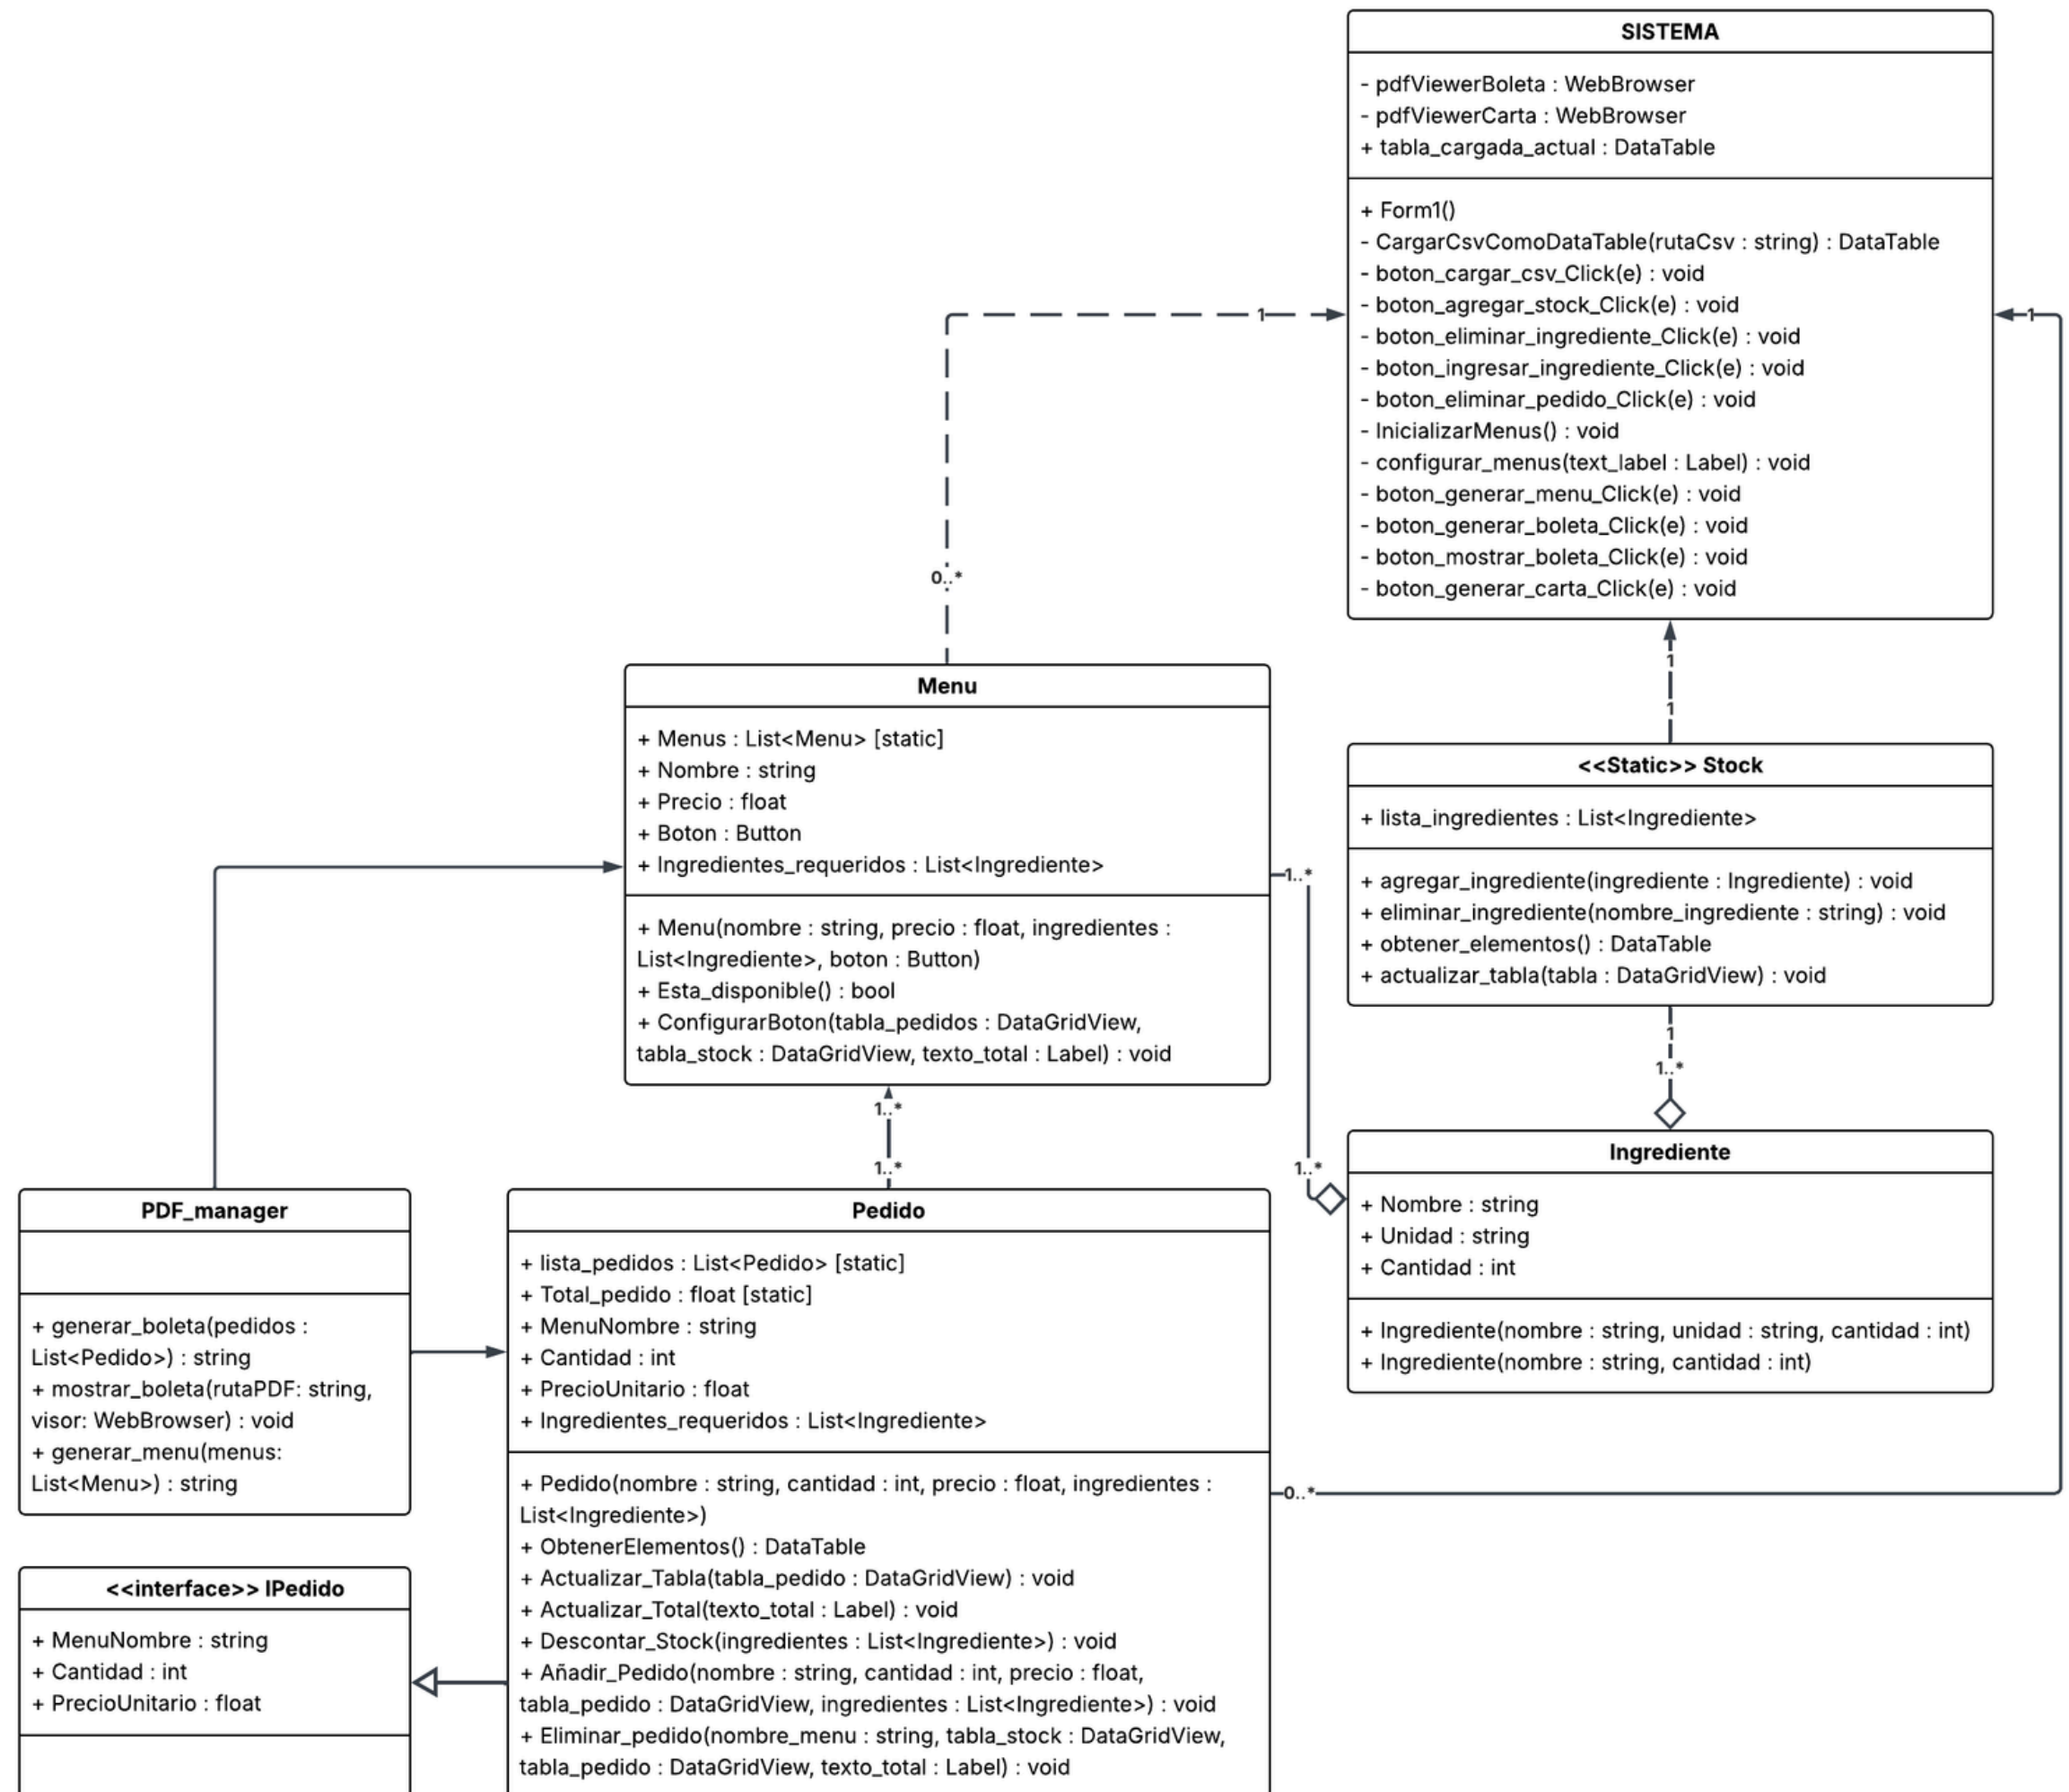 SISTEMA
- pdfViewerBoleta : WebBrowser
- pdfViewerCarta : WebBrowser
+ tabla_cargada_actual : DataTable
+ Form1()
- CargarCsvComoDataTable(rutaCsv : string) : DataTable
- boton_cargar_csv_Click(e) : void
- boton_agregar_stock_Click(e) : void
- boton_eliminar_ingrediente_Click(e) : void
- boton_ingresar_ingrediente_Click(e) : void
- boton_eliminar_pedido_Click(e) : void
- InicializarMenus() : void
- configurar_menus(text_label : Label) : void
- boton_generar_menu_Click(e) : void
- boton_generar_boleta_Click(e) : void
- boton_mostrar_boleta_Click(e) : void
- boton_generar_carta_Click(e) : void
1
1
0..*
1
1
Menu
+ Menus : List<Menu> [static]
+ Nombre : string
+ Precio : float
+ Boton : Button
+ Ingredientes_requeridos : List<Ingrediente>
+ Menu(nombre : string, precio : float, ingredientes :
List<Ingrediente>, boton : Button)
+ Esta_disponible() : bool
+ ConfigurarBoton(tabla_pedidos : DataGridView,
tabla_stock : DataGridView, texto_total : Label) : void
<<Static>> Stock
+ lista_ingredientes : List<Ingrediente>
+ agregar_ingrediente(ingrediente : Ingrediente) : void
+ eliminar_ingrediente(nombre_ingrediente : string) : void
+ obtener_elementos() : DataTable
+ actualizar_tabla(tabla : DataGridView) : void
1..*
1
1..*
1..*
1..*
1..*
Ingrediente
+ Nombre : string
+ Unidad : string
+ Cantidad : int
+ Ingrediente(nombre : string, unidad : string, cantidad : int)
+ Ingrediente(nombre : string, cantidad : int)
PDF_manager
+ generar_boleta(pedidos :
List<Pedido>) : string
+ mostrar_boleta(rutaPDF: string,
visor: WebBrowser) : void
+ generar_menu(menus:
List<Menu>) : string
Pedido
+ lista_pedidos : List<Pedido> [static]
+ Total_pedido : float [static]
+ MenuNombre : string
+ Cantidad : int
+ PrecioUnitario : float
+ Ingredientes_requeridos : List<Ingrediente>
+ Pedido(nombre : string, cantidad : int, precio : float, ingredientes :
List<Ingrediente>)
+ ObtenerElementos() : DataTable
+ Actualizar_Tabla(tabla_pedido : DataGridView) : void
+ Actualizar_Total(texto_total : Label) : void
+ Descontar_Stock(ingredientes : List<Ingrediente>) : void
+ Añadir_Pedido(nombre : string, cantidad : int, precio : float,
tabla_pedido : DataGridView, ingredientes : List<Ingrediente>) : void
+ Eliminar_pedido(nombre_menu : string, tabla_stock : DataGridView,
tabla_pedido : DataGridView, texto_total : Label) : void
0..*
<<interface>> IPedido
+ MenuNombre : string
+ Cantidad : int
+ PrecioUnitario : float